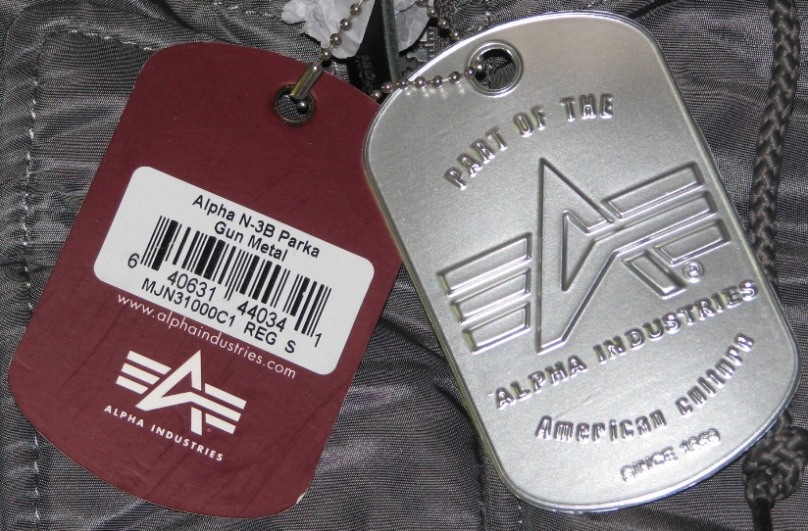 Alpha N-3B Parka
Gun Metal
6 40631 44034 1
MJN31000C1 REG S
www.alphaindustries.com
ALPHA INDUSTRIES
PART OF THE
®
ALPHA INDUSTRIES
American culture
SINCE